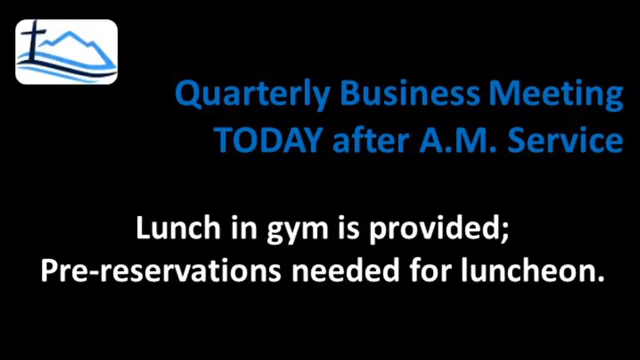 Quarterly Business Meeting
TODAY after A.M. Service
Lunch in gym is provided;
Pre-reservations needed for luncheon.